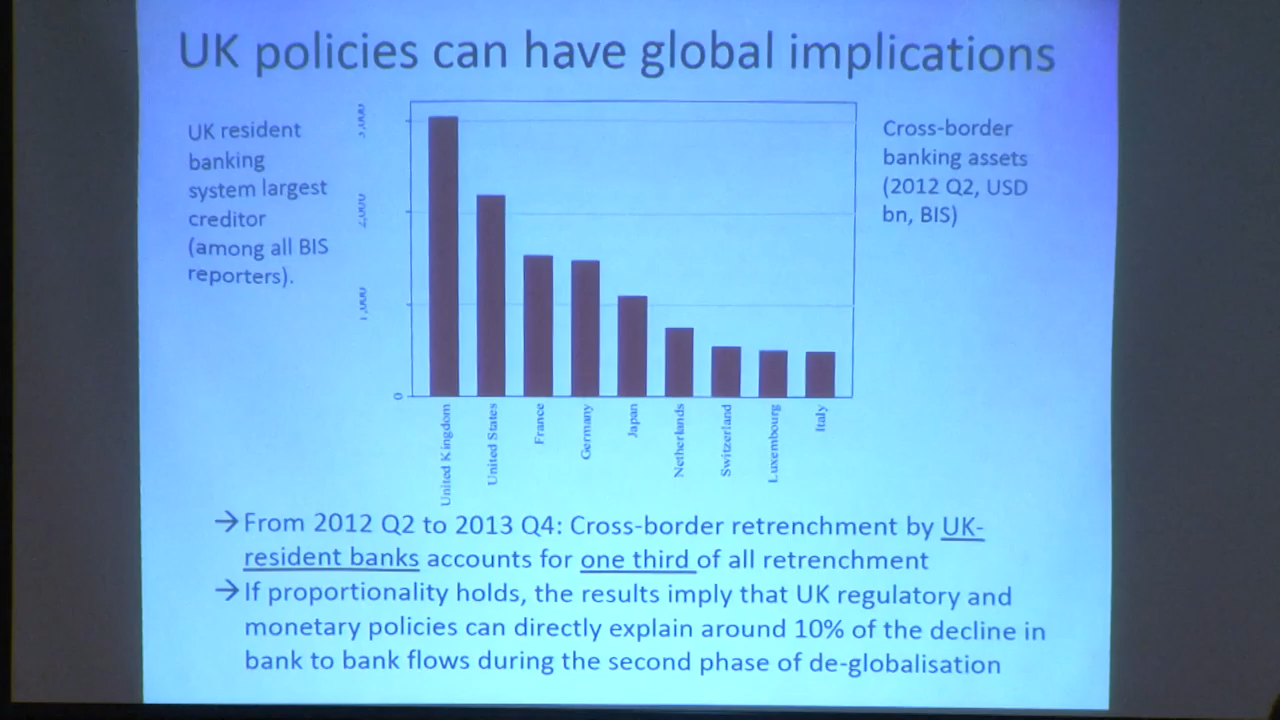 UK policies can have global implications
UK resident
banking
system largest
creditor
(among all BIS
reporters).
Cross-border
banking assets
(2012 Q2, USD
bn, BIS)
0
United Kingdom
United States
France
Germany
Japan
Netherlands
Switzerland
Luxembourg
Italy
→From 2012 Q2 to 2013 Q4: Cross-border retrenchment by UK-
resident banks accounts for one third of all retrenchment
→If proportionality holds, the results imply that UK regulatory and
monetary policies can directly explain around 10% of the decline in
bank to bank flows during the second phase of de-globalisation